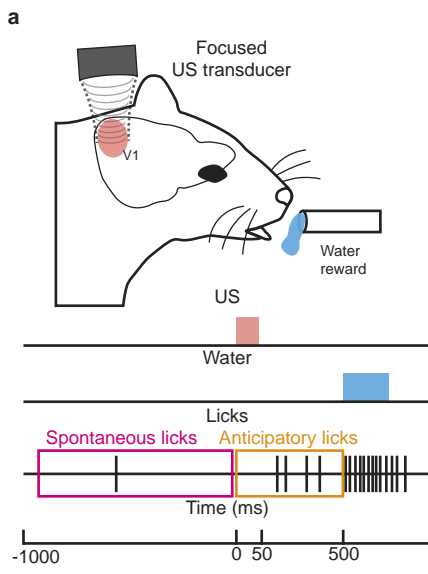 a
Focused
US transducer
V1
Water
reward
US
Water
Licks
Spontaneous licks
Anticipatory licks
Time (ms)
-1000
0
50
500